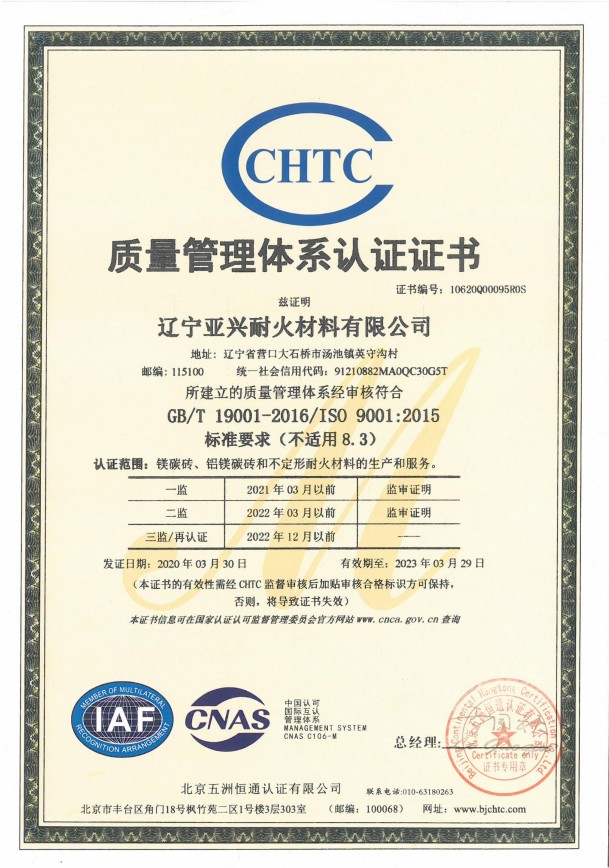 CHTC
质量管理体系认证证书
证书编号：10620Q00095R0S
兹证明
辽宁亚兴耐火材料有限公司
地址：辽宁省营口大石桥市汤池镇英守沟村
邮编：115100 统一社会信用代码：91210882MA0QC30G5T
所建立的质量管理体系经审核符合
GB/T 19001-2016/ISO 9001:2015
标准要求（不适用 8.3）
认证范围：镁碳砖、铝镁碳砖和不定形耐火材料的生产和服务。
一监 2021 年 03 月以前 监审证明
二监 2022 年 03 月以前 监审证明
三监/再认证 2022 年 12 月以前 ——
发证日期：2020 年 03 月 30 日 有效期至：2023 年 03 月 29 日
（本证书的有效性需经 CHTC 监督审核后加贴审核合格标识方可保持，
否则，将导致证书失效）
本证书信息可在国家认证认可监督管理委员会官方网站 www.cnca.gov.cn 查询
MEMBER OF MULTILATERAL
IAF
RECOGNITION ARRANGEMENT
CNAS
中国认可
国际互认
管理体系
MANAGEMENT SYSTEM
CNAS C106-M
总经理：
Beijing Continental Hengtong Certification Co.,Ltd
Certificate only
证书专用章
北京五洲恒通认证有限公司 联系电话:010-63180263
北京市丰台区角门18号枫竹苑二区1号楼3层303室 （邮编：100068） 网址：www.bjchtc.com